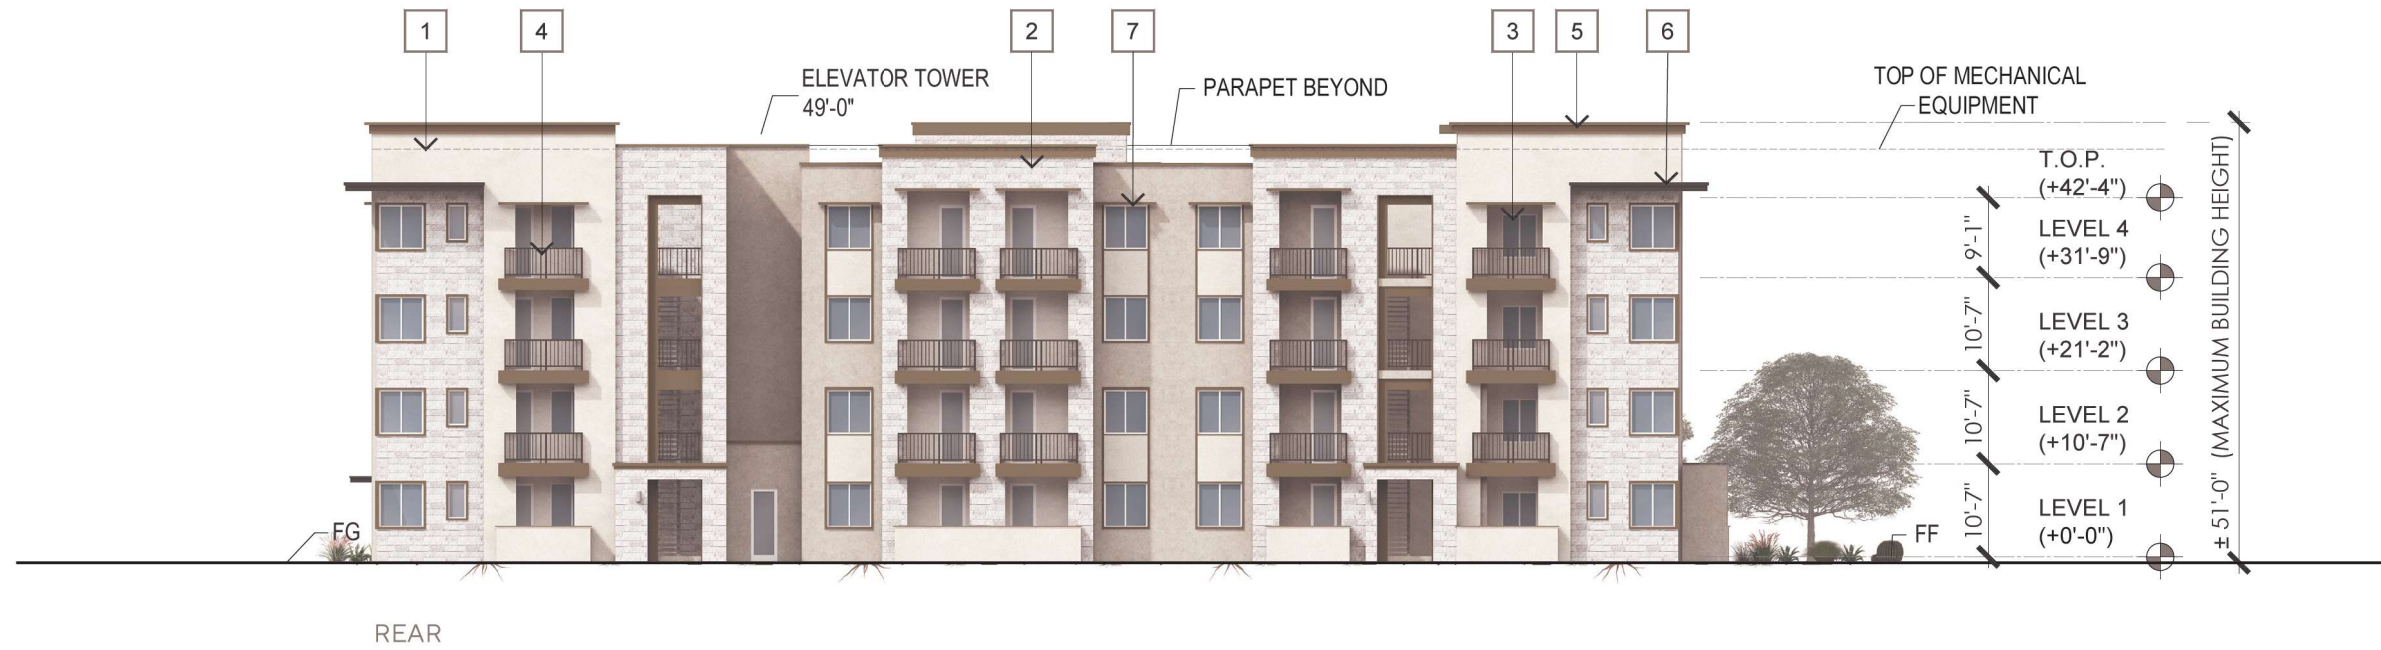 1
4
2
7
3
5
6
ELEVATOR TOWER
49'-0"
PARAPET BEYOND
TOP OF MECHANICAL
EQUIPMENT
T.O.P.
(+42'-4")
LEVEL 4
(+31'-9")
LEVEL 3
(+21'-2")
LEVEL 2
(+10'-7")
LEVEL 1
(+0'-0")
9'-1"
10'-7"
10'-7"
10'-7"
± 51'-0" (MAXIMUM BUILDING HEIGHT)
FG
FF
REAR